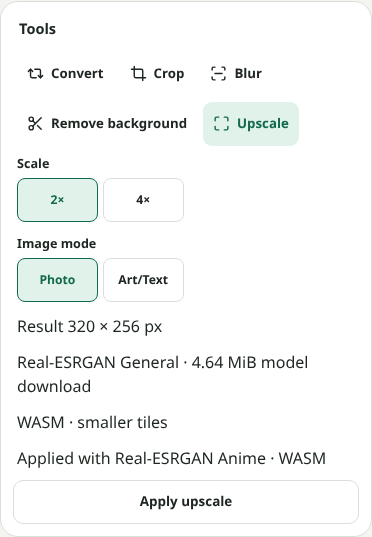 Tools
Convert Crop Blur
Remove background Upscale
Scale
2× 4×
Image mode
Photo Art/Text
Result 320 × 256 px
Real-ESRGAN General · 4.64 MiB model
download
WASM · smaller tiles
Applied with Real-ESRGAN Anime · WASM
Apply upscale